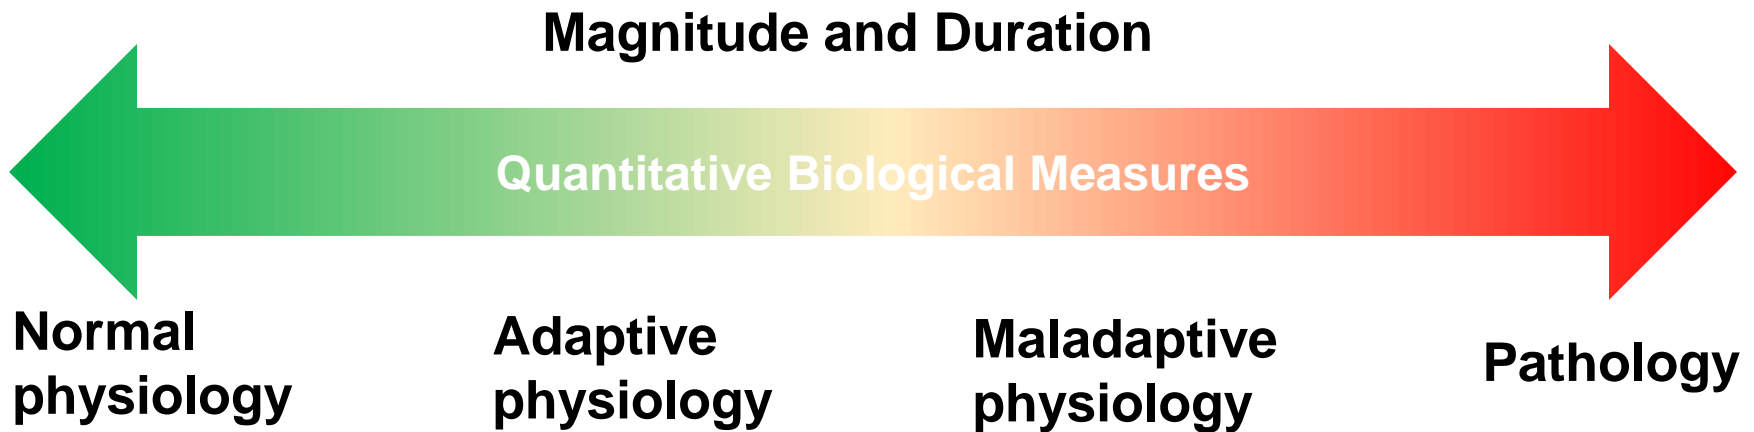 Magnitude and Duration
Quantitative Biological Measures
Normal
physiology
Adaptive
physiology
Maladaptive
physiology
Pathology